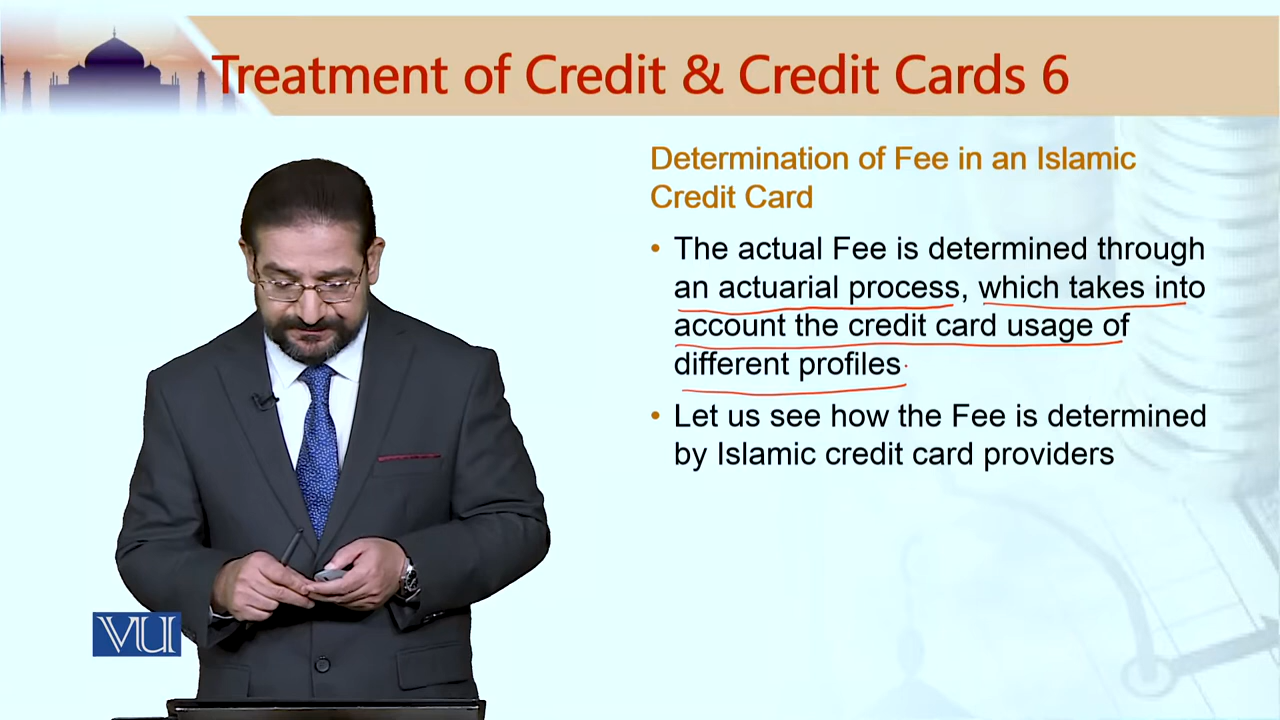 Treatment of Credit & Credit Cards 6
Determination of Fee in an Islamic
Credit Card
• The actual Fee is determined through
an actuarial process, which takes into
account the credit card usage of
different profiles
• Let us see how the Fee is determined
by Islamic credit card providers
VU